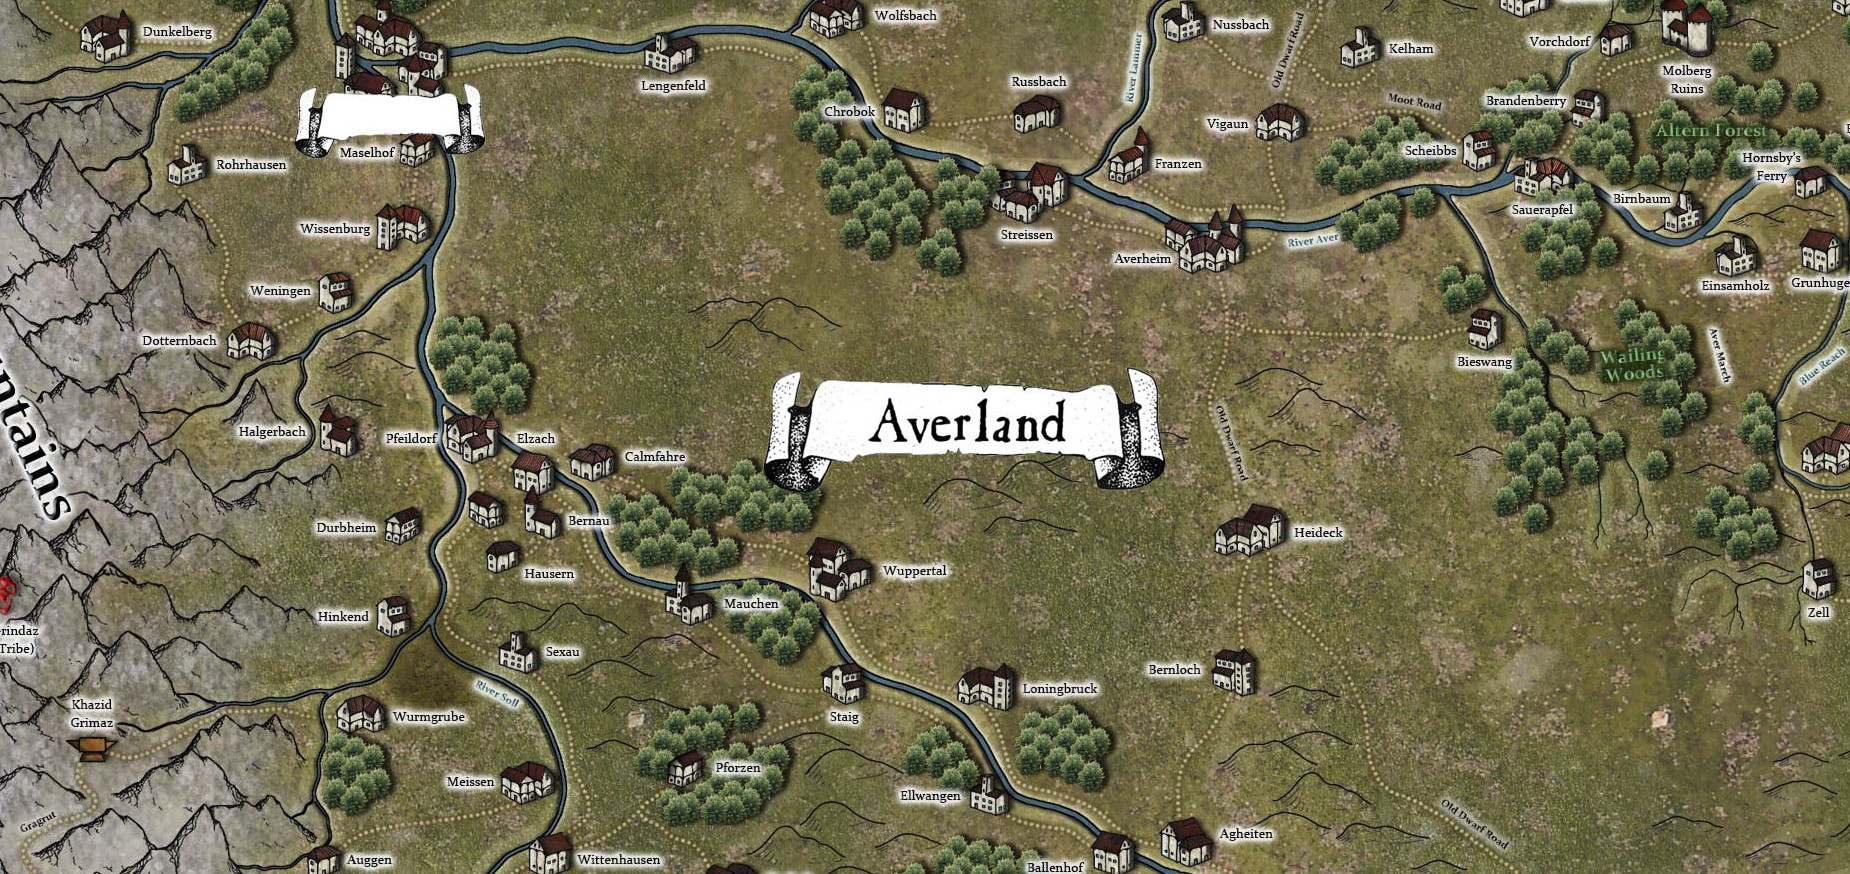 Dunkelberg
Wolfsbach
Nussbach
Old Dwarf Road
Kelham
Vorchdorf
Molberg
Ruins
Lengenfeld
River Lammer
Russbach
Chrobok
Vigaun
Moot Road
Brandenberry
Altern Forest
Maselhof
Rohrhausen
Franzen
Scheibbs
Hornsby's
Ferry
Wissenburg
Streissen
Averheim
River Aver
Sauerapfel
Birnbaum
Weningen
Einsamholz
Grunhuge
Dotternbach
Bieswang
Wailing
Woods
Aver March
Blue Reach
ntains
Halgerbach
Pfeildorf
Elzach
Calmfahre
Averland
Old Dwarf Road
Durbheim
Bernau
Heideck
Hausern
Wuppertal
Mauchen
Zell
rindaz
Tribe)
Hinkend
Sexau
River Soll
Bernloch
Loningbruck
Khazid
Grimaz
Wurmgrube
Staig
Meissen
Pforzen
Ellwangen
Gragrut
Old Dwarf Road
Agheiten
Auggen
Wittenhausen
Ballenhof